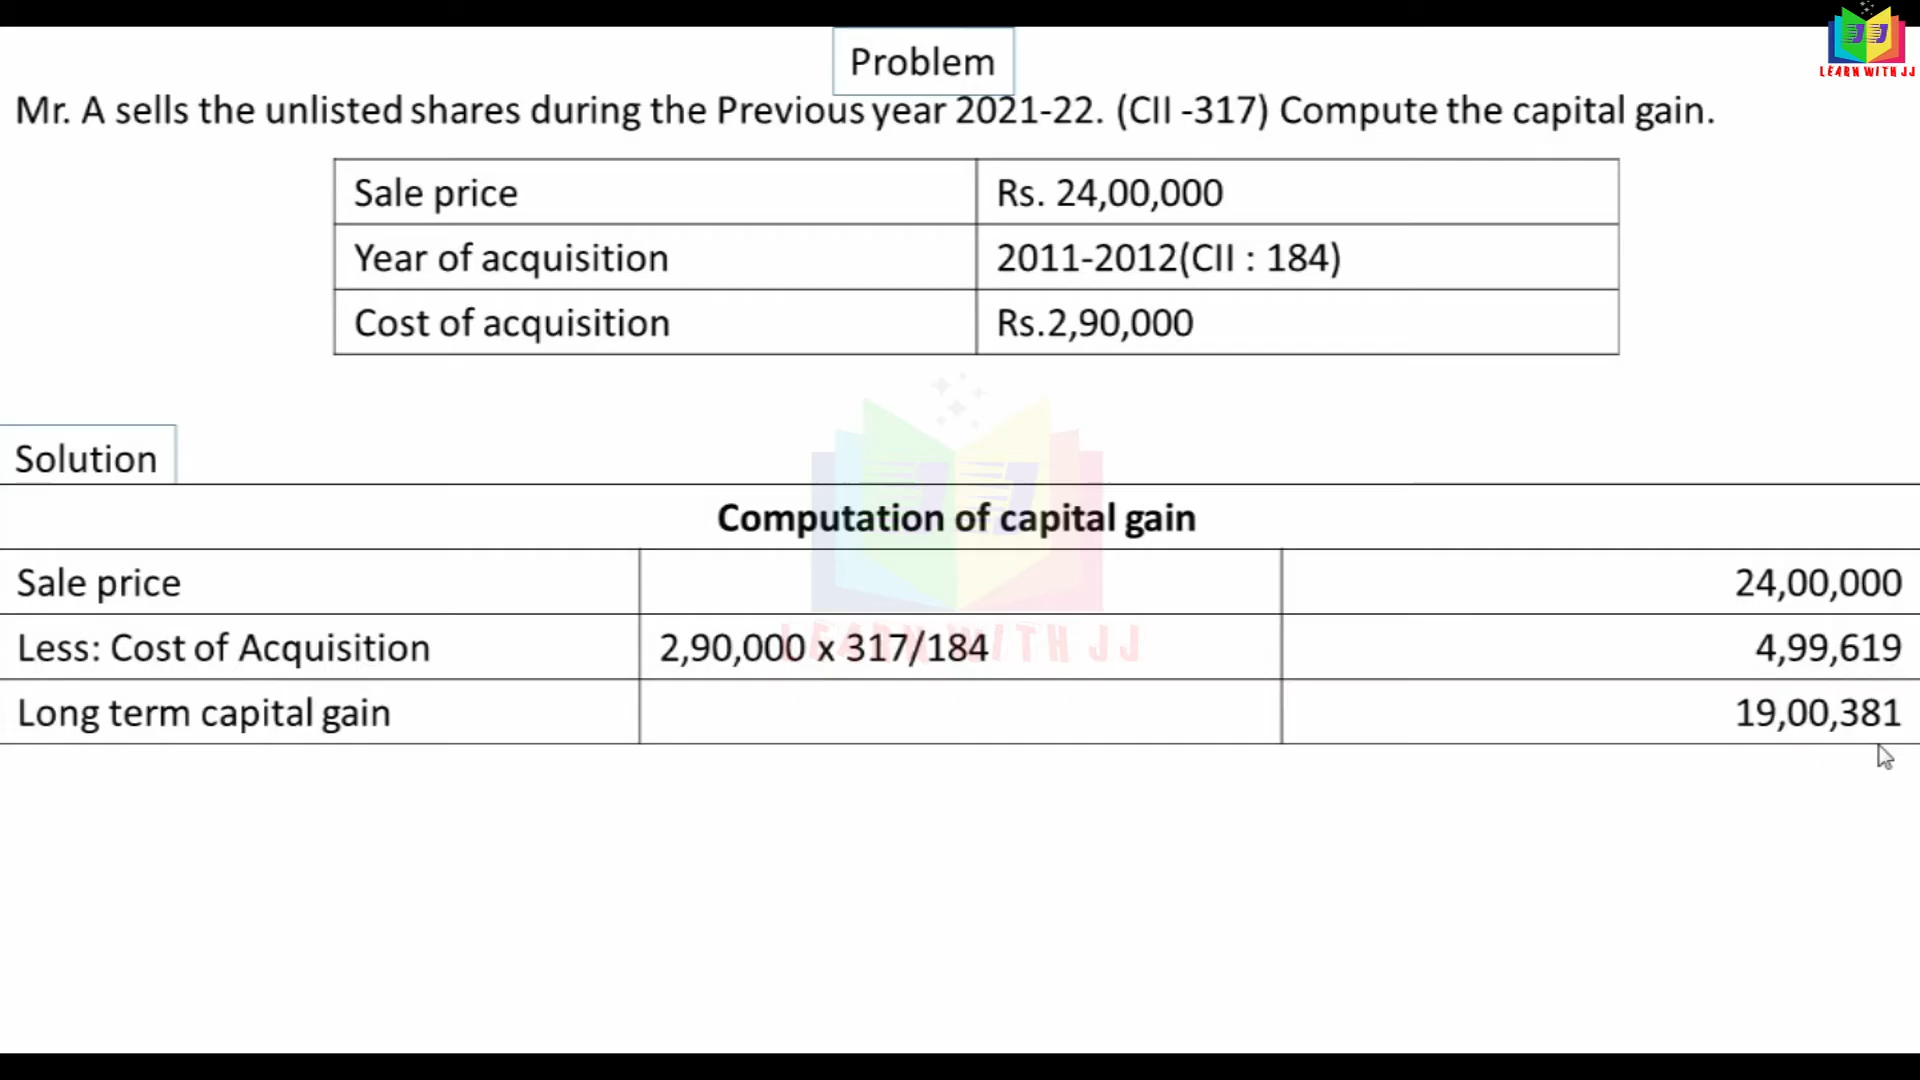 LEARN WITH JJ
Problem
Mr. A sells the unlisted shares during the Previous year 2021-22. (CII -317) Compute the capital gain.
Sale price Rs. 24,00,000
Year of acquisition 2011-2012(CII : 184)
Cost of acquisition Rs.2,90,000
Solution
Computation of capital gain
Sale price 24,00,000
Less: Cost of Acquisition 2,90,000 x 317/184 4,99,619
LEARN WITH JJ
Long term capital gain 19,00,381